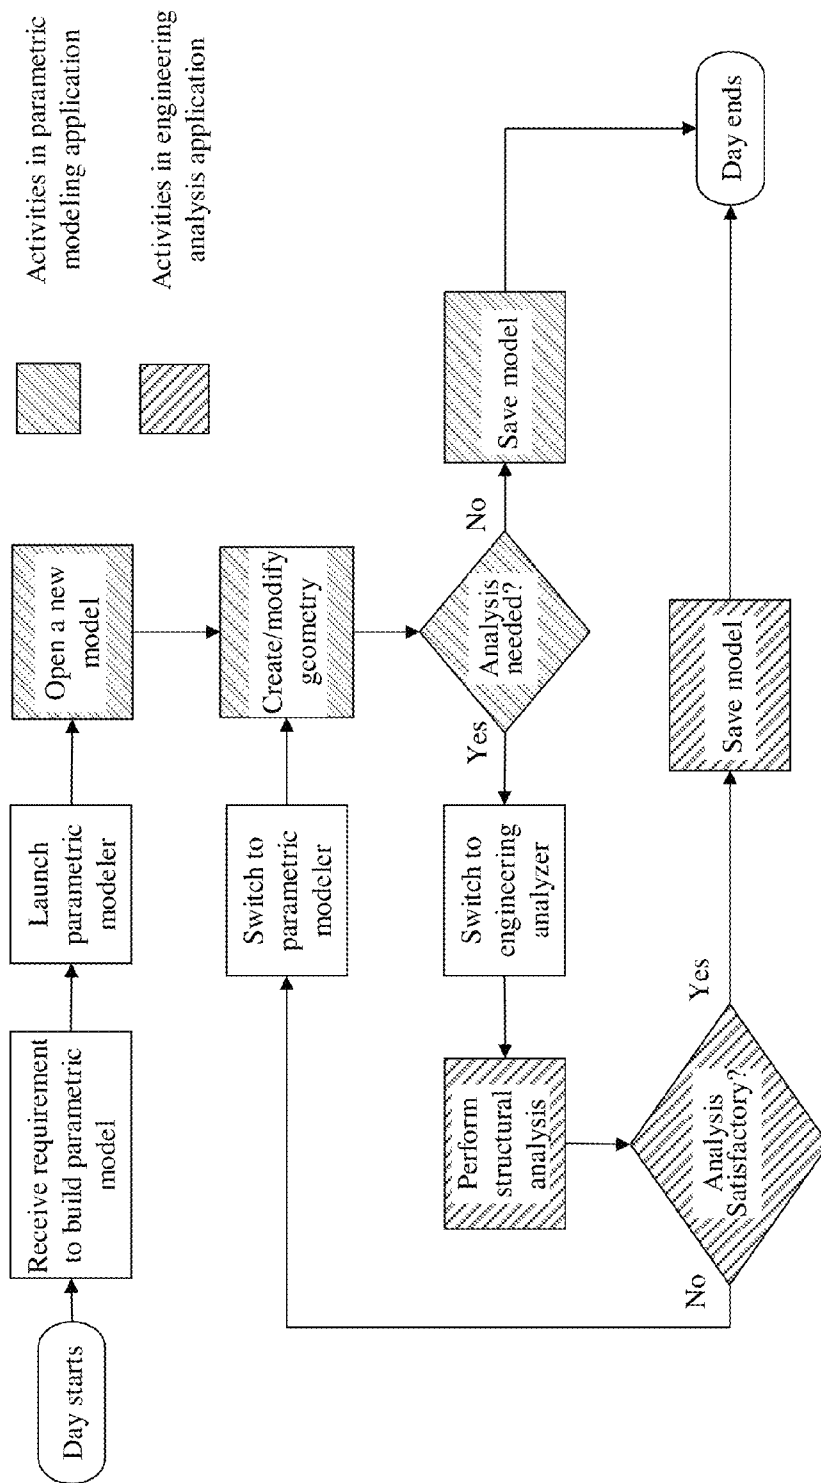 Day starts
Receive requirement
to build parametric
model
Launch
parametric
modeler
Open a new
model
Activities in parametric
modeling application
Activities in engineering
analysis application
Switch to
parametric
modeler
Create/modify
geometry
Perform
structural
analysis
Switch to
engineering
analyzer
Yes
Analysis
needed?
No
Save model
No
Analysis
Satisfactory?
Yes
Save model
Day ends